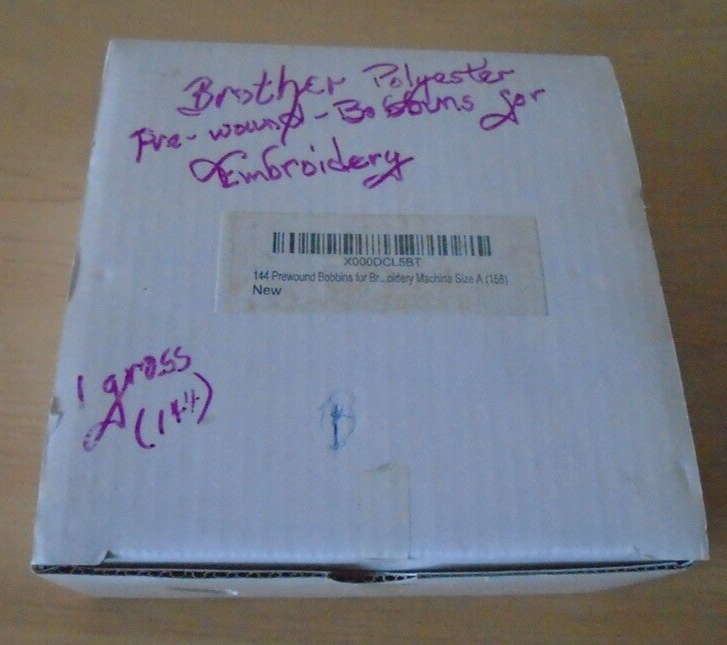 Brother Polyester
Pre-wound-Bobbins for
Embroidery
X000DCL5BT
144 Prewound Bobbins for Br...oidery Machine Size A (156)
New
1 gross
(144)
B